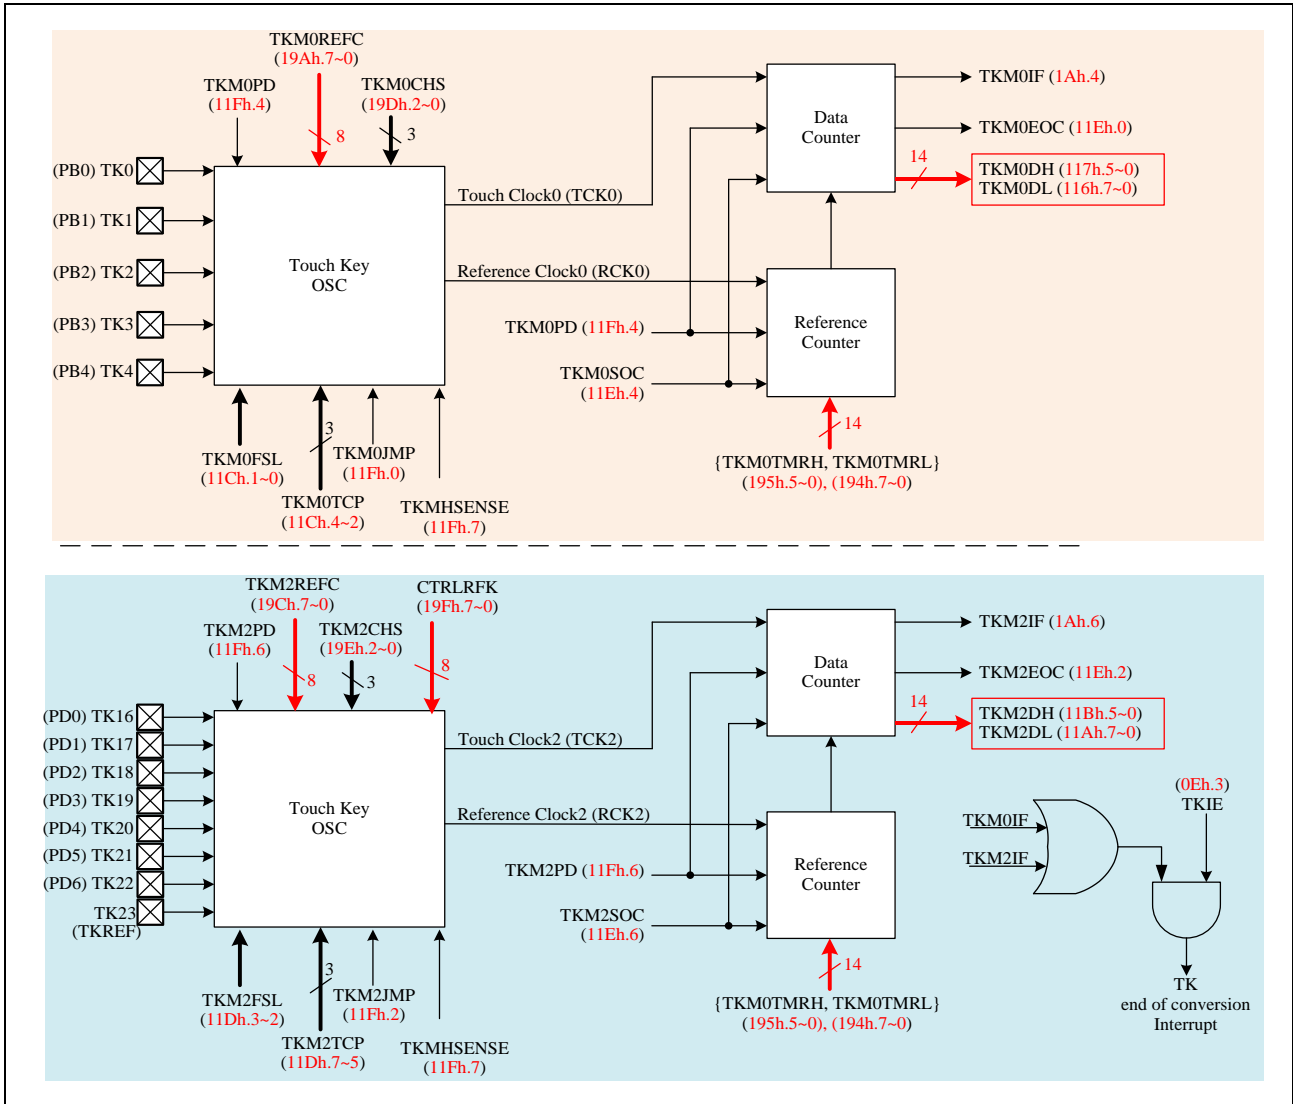 TKM0REFC
(19Ah.7~0)
TKM0PD
(11Fh.4)
TKM0CHS
(19Dh.2~0)
8
3
(PB0) TK0
(PB1) TK1
(PB2) TK2
(PB3) TK3
(PB4) TK4
Touch Key
OSC
Touch Clock0 (TCK0)
Reference Clock0 (RCK0)
TKM0PD (11Fh.4)
TKM0SOC
(11Eh.4)
Data
Counter
Reference
Counter
TKM0IF (1Ah.4)
TKM0EOC (11Eh.0)
14
TKM0DH (117h.5~0)
TKM0DL (116h.7~0)
14
{TKM0TMRH, TKM0TMRL}
(195h.5~0), (194h.7~0)
3
TKM0FSL
(11Ch.1~0)
TKM0JMP
(11Fh.0)
TKM0TCP
(11Ch.4~2)
TKMHSENSE
(11Fh.7)
TKM2REFC
(19Ch.7~0)
CTRLRFK
(19Fh.7~0)
TKM2PD
(11Fh.6)
TKM2CHS
(19Eh.2~0)
8
3
8
(PD0) TK16
(PD1) TK17
(PD2) TK18
(PD3) TK19
(PD4) TK20
(PD5) TK21
(PD6) TK22
TK23
(TKREF)
Touch Key
OSC
Touch Clock2 (TCK2)
Reference Clock2 (RCK2)
TKM2PD (11Fh.6)
TKM2SOC
(11Eh.6)
Data
Counter
Reference
Counter
TKM2IF (1Ah.6)
TKM2EOC (11Eh.2)
14
TKM2DH (11Bh.5~0)
TKM2DL (11Ah.7~0)
14
{TKM0TMRH, TKM0TMRL}
(195h.5~0), (194h.7~0)
3
TKM2FSL
(11Dh.3~2)
TKM2JMP
(11Fh.2)
TKM2TCP
(11Dh.7~5)
TKMHSENSE
(11Fh.7)
(0Eh.3)
TKIE
TKM0IF
TKM2IF
TK
end of conversion
Interrupt